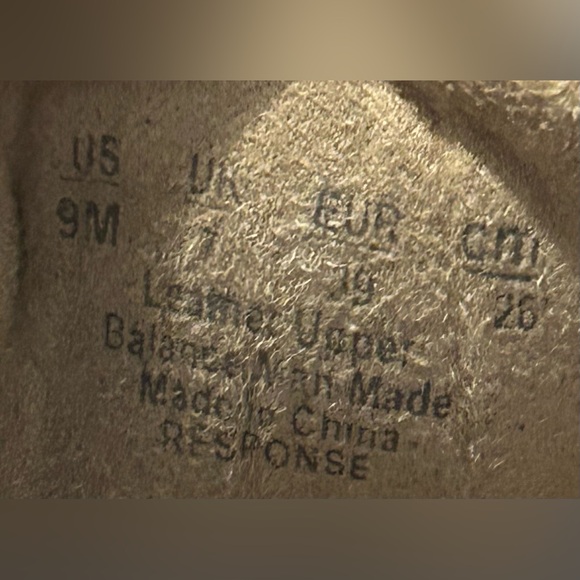 US UK EUR cm
9M 7 39 26
Leather Upper
Balance Man Made
Made in China
RESPONSE